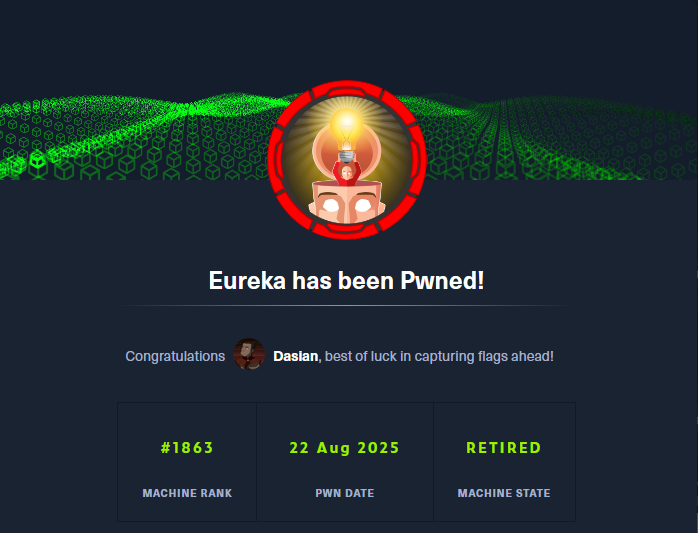 Eureka has been Pwned!
Congratulations Dasian, best of luck in capturing flags ahead!
#1863 22 Aug 2025 RETIRED
MACHINE RANK PWN DATE MACHINE STATE